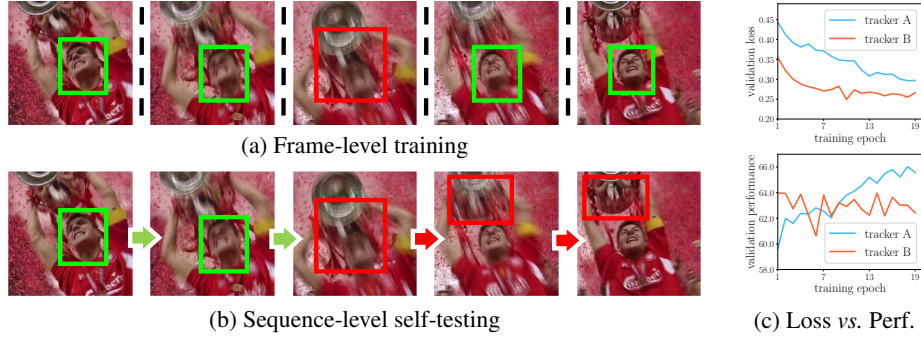 (a) Frame-level training
(b) Sequence-level self-testing
0.45
0.40
0.35
0.30
0.25
0.20
validation loss
tracker A
tracker B
1
7
13
19
training epoch
66.0
64.0
62.0
60.0
58.0
validation performance
tracker A
tracker B
1
7
13
19
training epoch
(c) Loss vs. Perf.